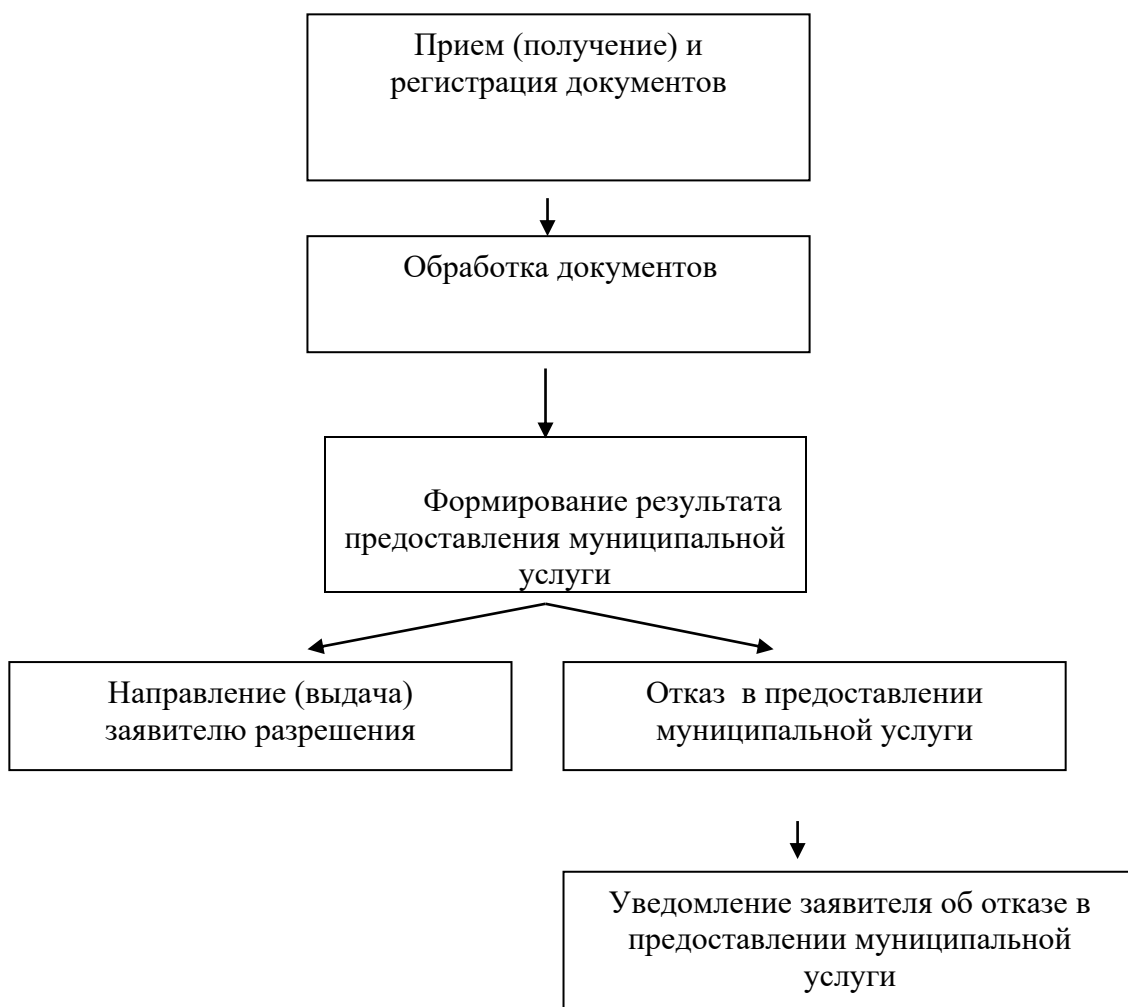 Прием (получение) и
регистрация документов
Обработка документов
Формирование результата
предоставления муниципальной
услуги
Направление (выдача)
заявителю разрешения
Отказ  в предоставлении
муниципальной услуги
Уведомление заявителя об отказе в
предоставлении муниципальной
услуги